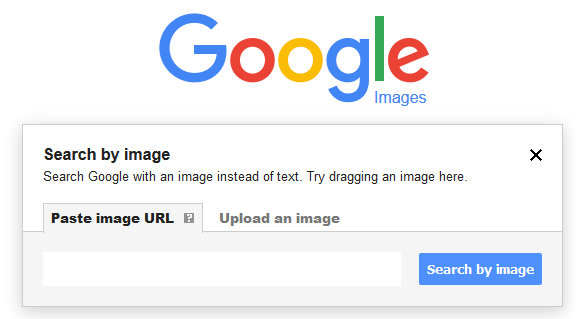 Google
Images
Search by image
Search Google with an image instead of text. Try dragging an image here.
Paste image URL ? Upload an image
Search by image